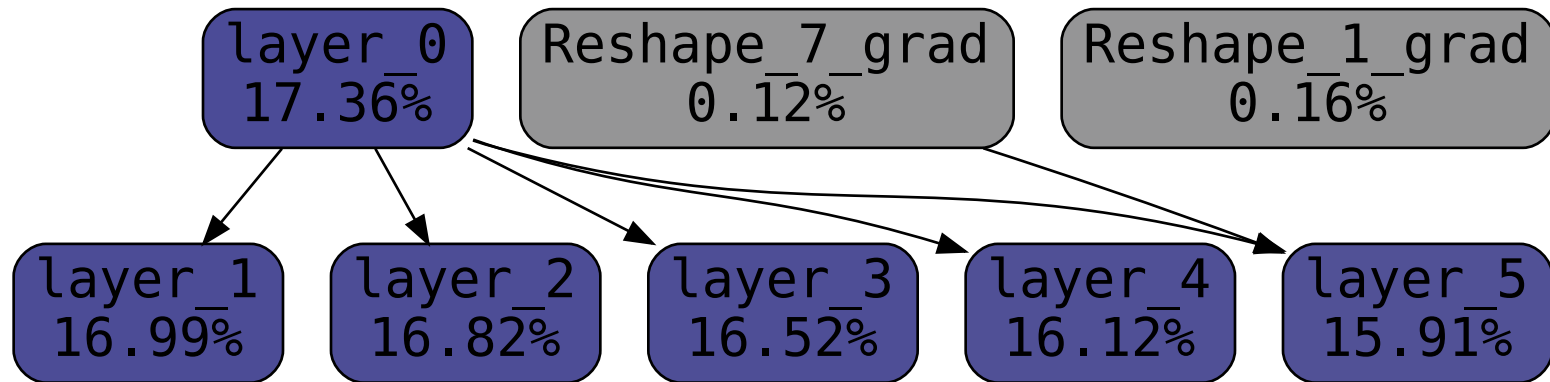 layer_0
17.36%
Reshape_7_grad
0.12%
Reshape_1_grad
0.16%
layer_1
16.99%
layer_2
16.82%
layer_3
16.52%
layer_4
16.12%
layer_5
15.91%